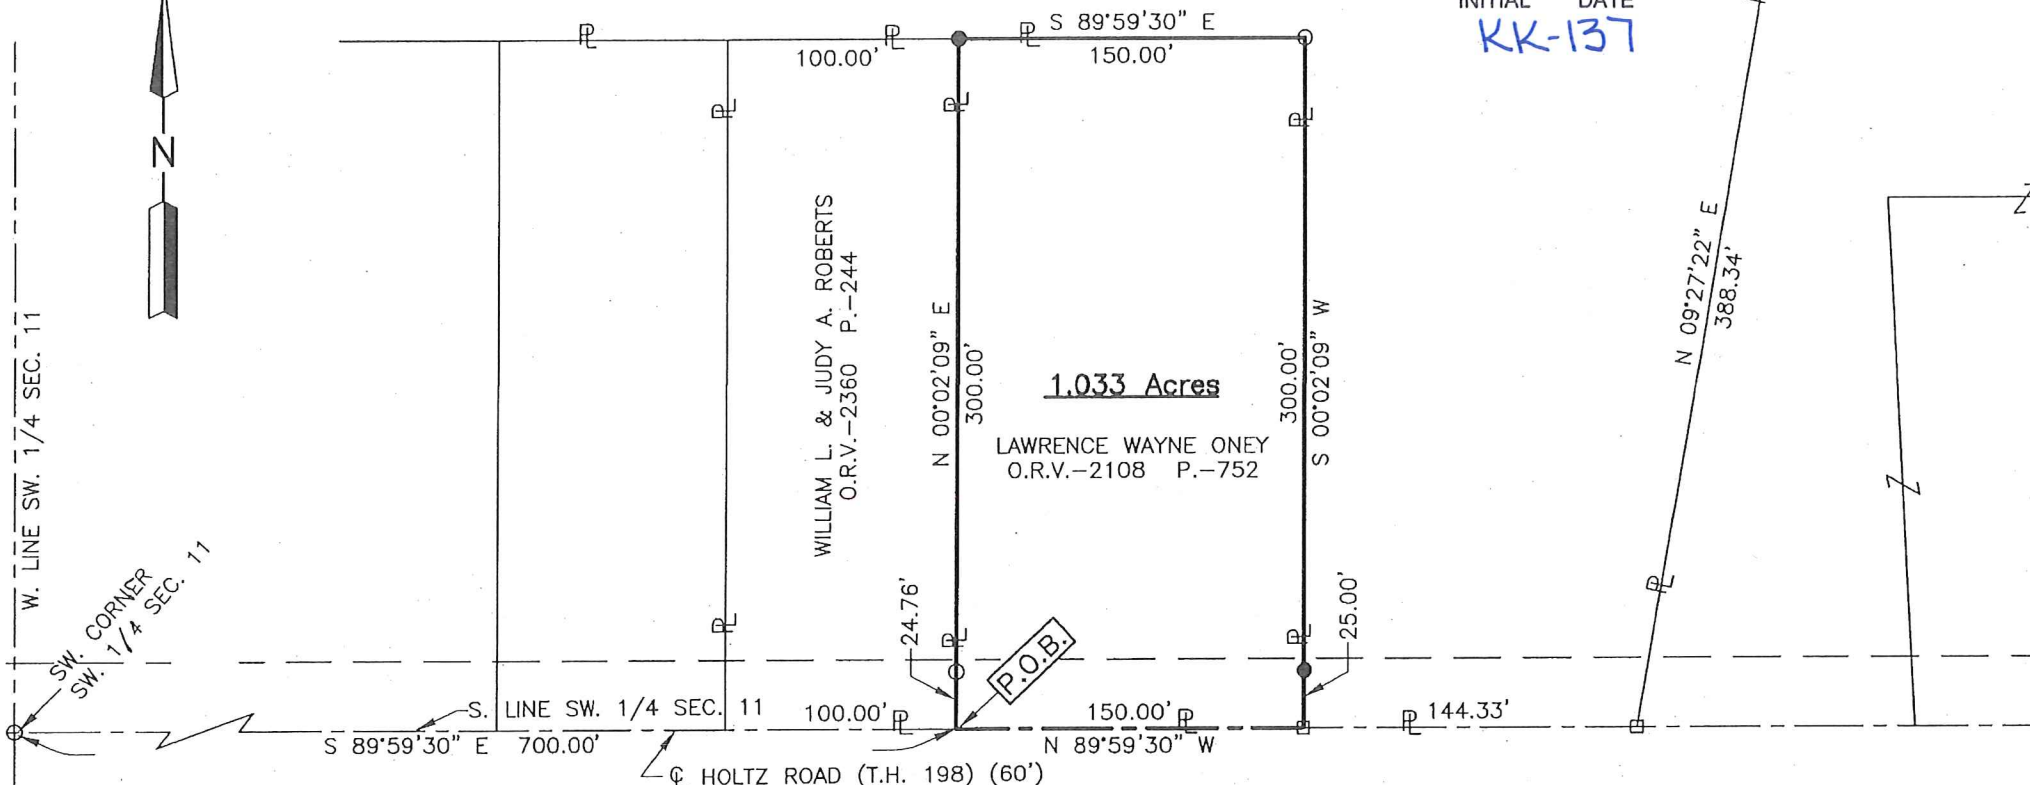 INITIAL DATE
KK-137
S 89°59'30" E
150.00'
100.00'
N
W. LINE SW. 1/4 SEC. 11
SW. CORNER
SW. 1/4 SEC. 11
WILLIAM L. & JUDY A. ROBERTS
O.R.V.-2360 P.-244
N 00°02'09" E
300.00'
1.033 Acres
LAWRENCE WAYNE ONEY
O.R.V.-2108 P.-752
300.00'
S 00°02'09" W
N 09°27'22" E
388.34'
24.76'
P.O.B.
25.00'
S. LINE SW. 1/4 SEC. 11
100.00'
150.00'
144.33'
S 89°59'30" E 700.00'
N 89°59'30" W
℄ HOLTZ ROAD (T.H. 198) (60')